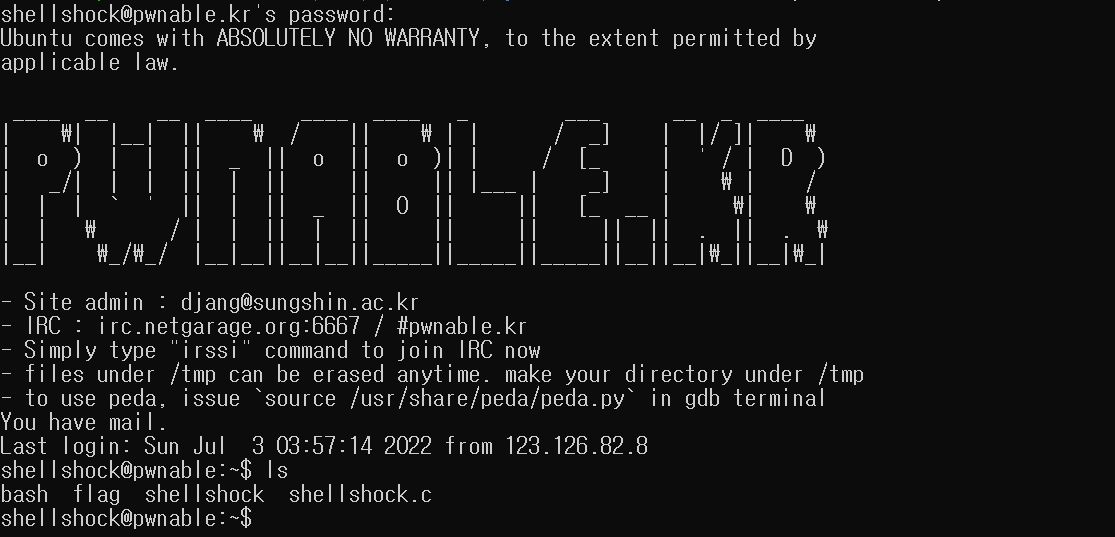 shellshock@pwnable.kr's password:
Ubuntu comes with ABSOLUTELY NO WARRANTY, to the extent permitted by
applicable law.
PWNABLE.KR
- Site admin : djang@sungshin.ac.kr
- IRC : irc.netgarage.org:6667 / #pwnable.kr
- Simply type "irssi" command to join IRC now
- files under /tmp can be erased anytime. make your directory under /tmp
- to use peda, issue `source /usr/share/peda/peda.py` in gdb terminal
You have mail.
Last login: Sun Jul  3 03:57:14 2022 from 123.126.82.8
shellshock@pwnable:~$ ls
bash  flag  shellshock  shellshock.c
shellshock@pwnable:~$